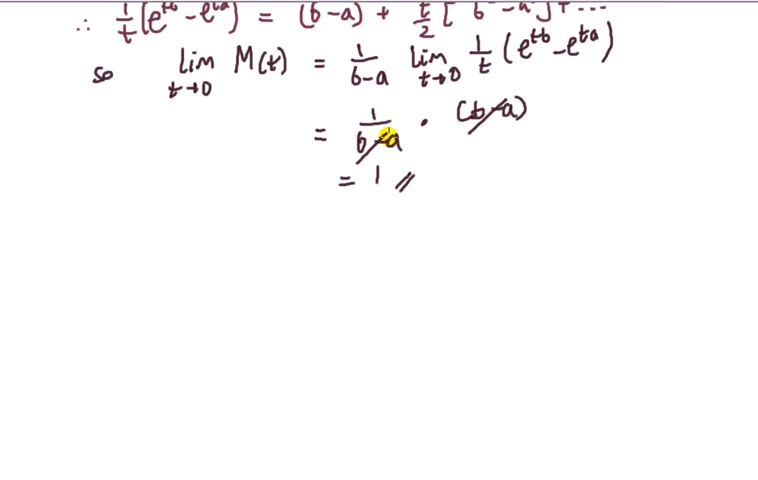 ∴ 1/t (e^{tb} - e^{ta}) = (b-a) + t/2 [b² - a²] + ...
so lim_{t→0} M(t) = 1/(b-a) lim_{t→0} 1/t (e^{tb} - e^{ta})
= 1/(b-a) · (b-a)
= 1 //